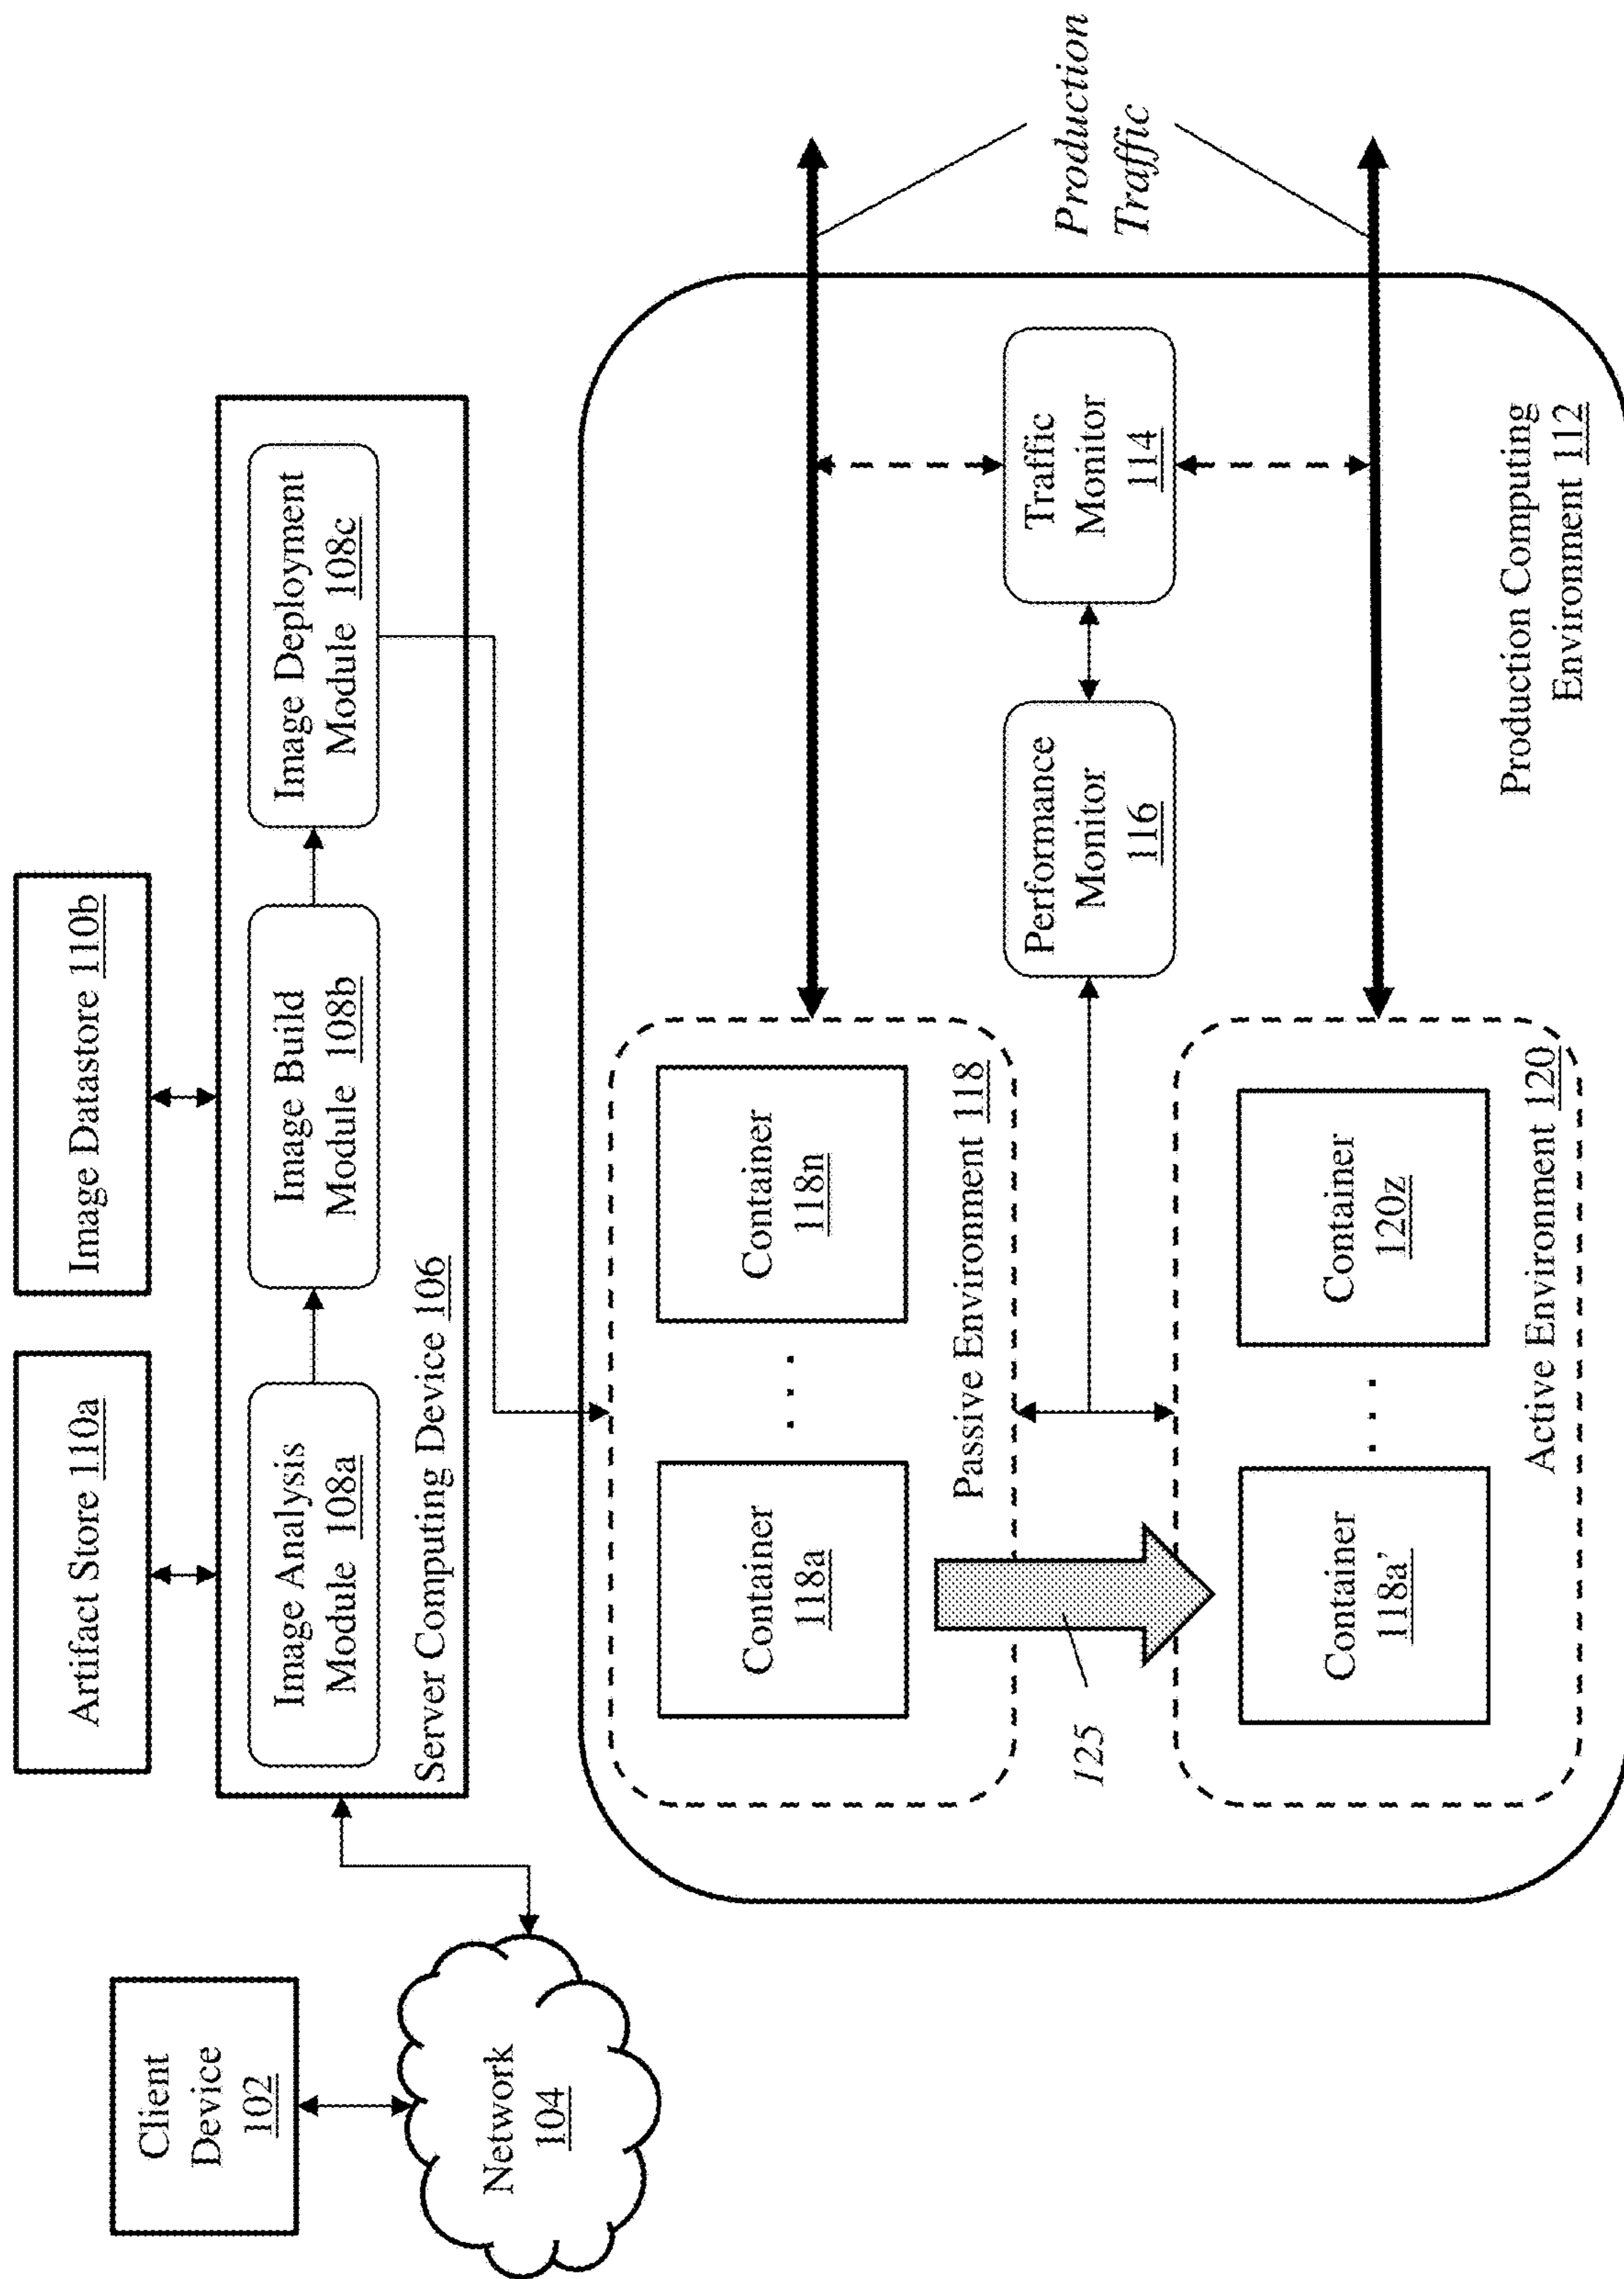 Client
Device
102
Network
104
Artifact Store 110a
Image Datastore 110b
Image Analysis
Module 108a
Image Build
Module 108b
Image Deployment
Module 108c
Server Computing Device 106
Container
118a
. . .
Container
118n
Passive Environment 118
125
Performance
Monitor
116
Traffic
Monitor
114
Production
Traffic
Container
118a'
. . .
Container
120z
Active Environment 120
Production Computing
Environment 112